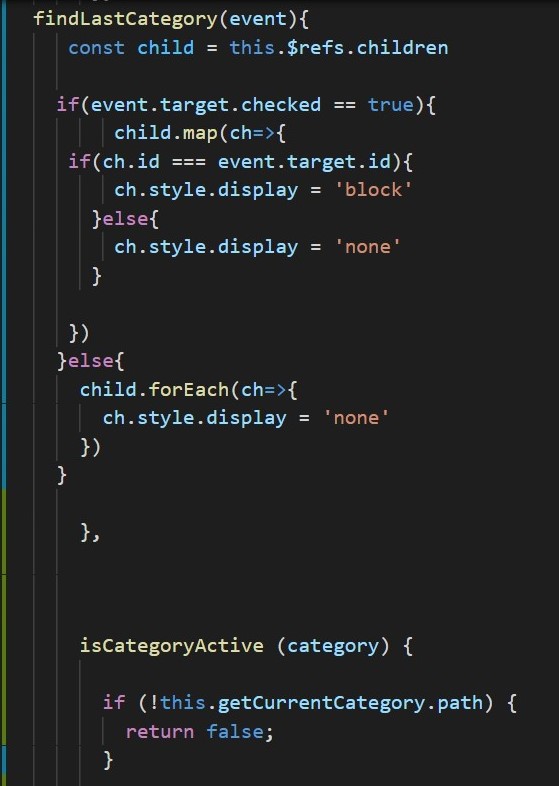 findLastCategory(event){
const child = this.$refs.children
if(event.target.checked == true){
child.map(ch=>{
if(ch.id === event.target.id){
ch.style.display = 'block'
}else{
ch.style.display = 'none'
}
})
}else{
child.forEach(ch=>{
ch.style.display = 'none'
})
}
},
isCategoryActive (category) {
if (!this.getCurrentCategory.path) {
return false;
}